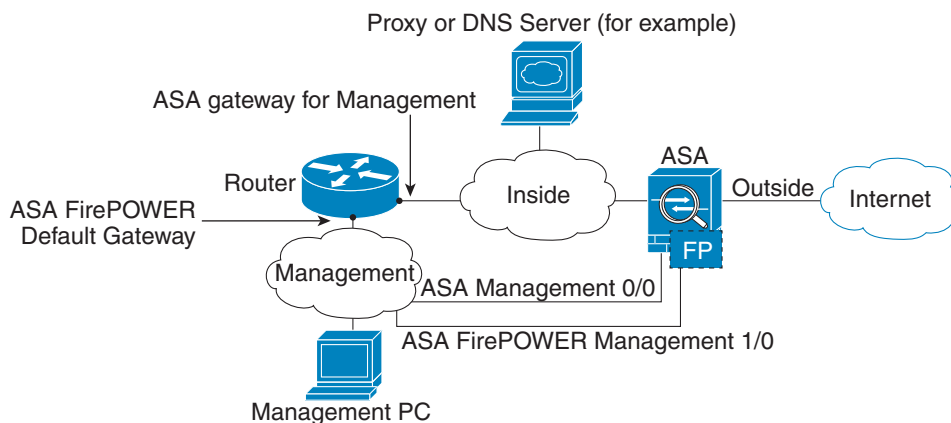 Proxy or DNS Server (for example)
ASA gateway for Management
ASA
Router
Inside
Outside
Internet
ASA FirePOWER
Default Gateway
FP
Management
ASA Management 0/0
ASA FirePOWER Management 1/0
Management PC